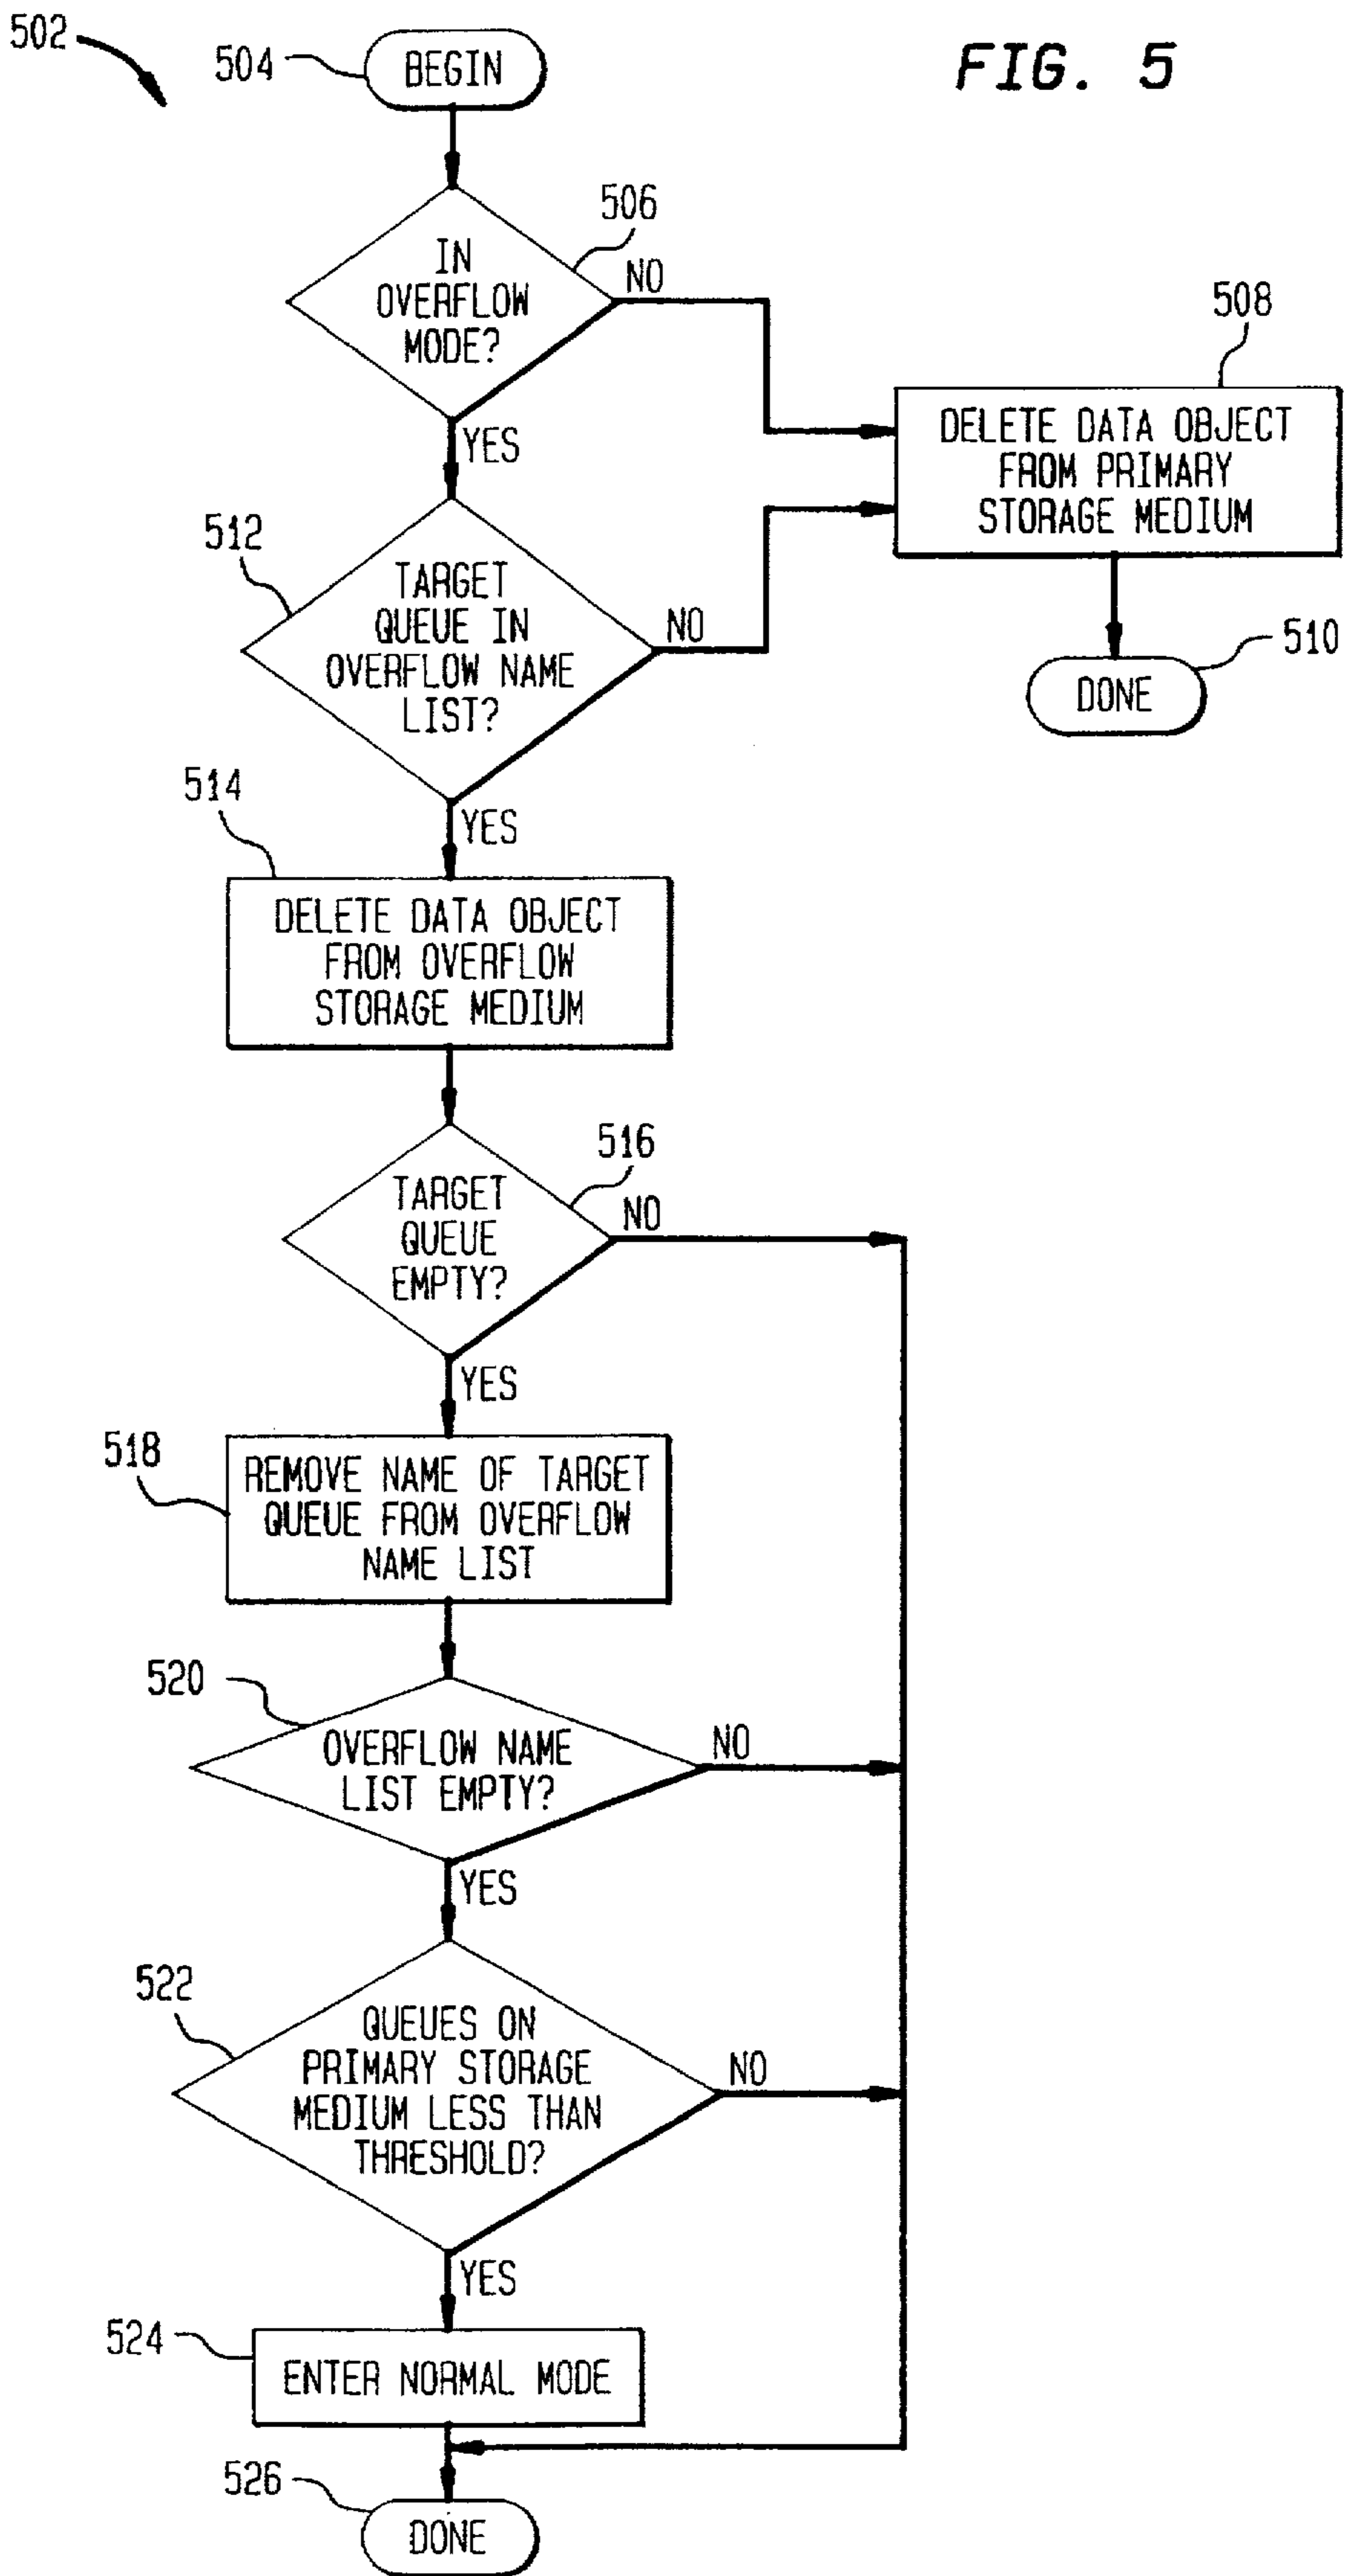 502
504
BEGIN
FIG. 5
506
IN
OVERFLOW
MODE?
NO
YES
508
DELETE DATA OBJECT
FROM PRIMARY
STORAGE MEDIUM
512
TARGET
QUEUE IN
OVERFLOW NAME
LIST?
NO
YES
510
DONE
514
DELETE DATA OBJECT
FROM OVERFLOW
STORAGE MEDIUM
516
TARGET
QUEUE
EMPTY?
NO
YES
518
REMOVE NAME OF TARGET
QUEUE FROM OVERFLOW
NAME LIST
520
OVERFLOW NAME
LIST EMPTY?
NO
YES
522
QUEUES ON
PRIMARY STORAGE
MEDIUM LESS THAN
THRESHOLD?
NO
YES
524
ENTER NORMAL MODE
526
DONE